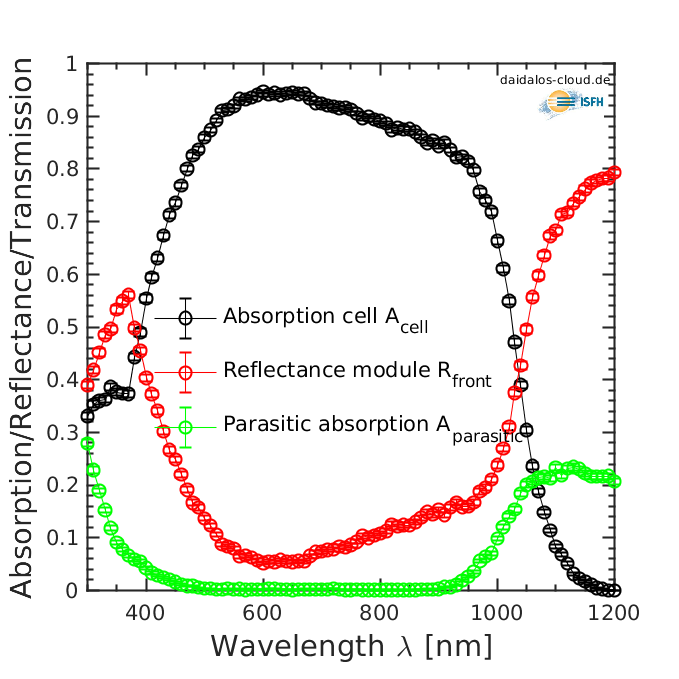 Absorption/Reflectance/Transmission
1
0.9
0.8
0.7
0.6
0.5
0.4
0.3
0.2
0.1
0
daidalos-cloud.de
ISFH
Absorption cell A_cell
Reflectance module R_front
Parasitic absorption A_parasitic
400 600 800 1000 1200
Wavelength λ [nm]